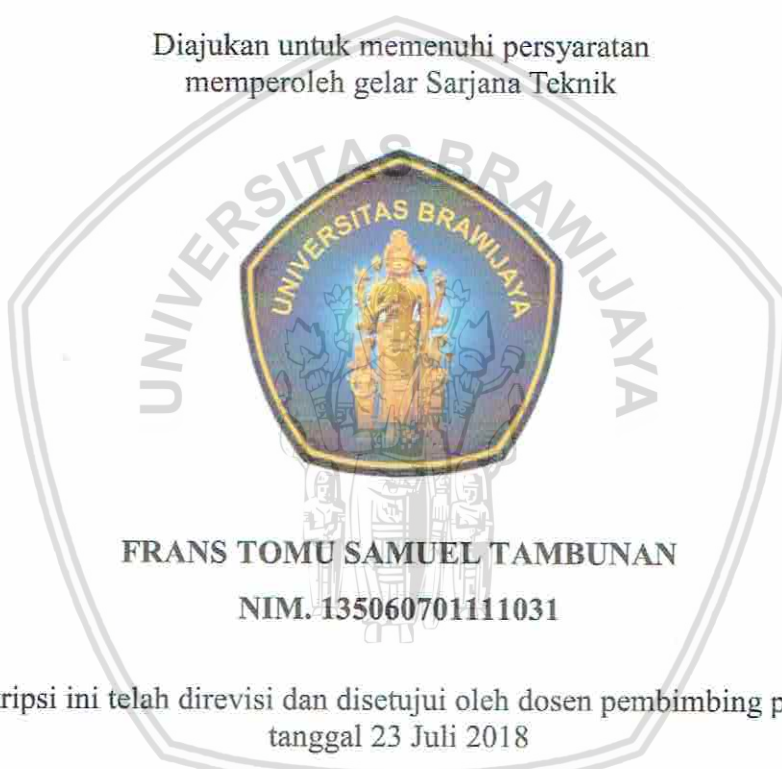 Diajukan untuk memenuhi persyaratan
memperoleh gelar Sarjana Teknik
UNIVERSITAS BRAWIJAYA
UNIVERSITAS BRAWIJAYA
FRANS TOMU SAMUEL TAMBUNAN
NIM. 135060701111031
ripsi ini telah direvisi dan disetujui oleh dosen pembimbing p
tanggal 23 Juli 2018